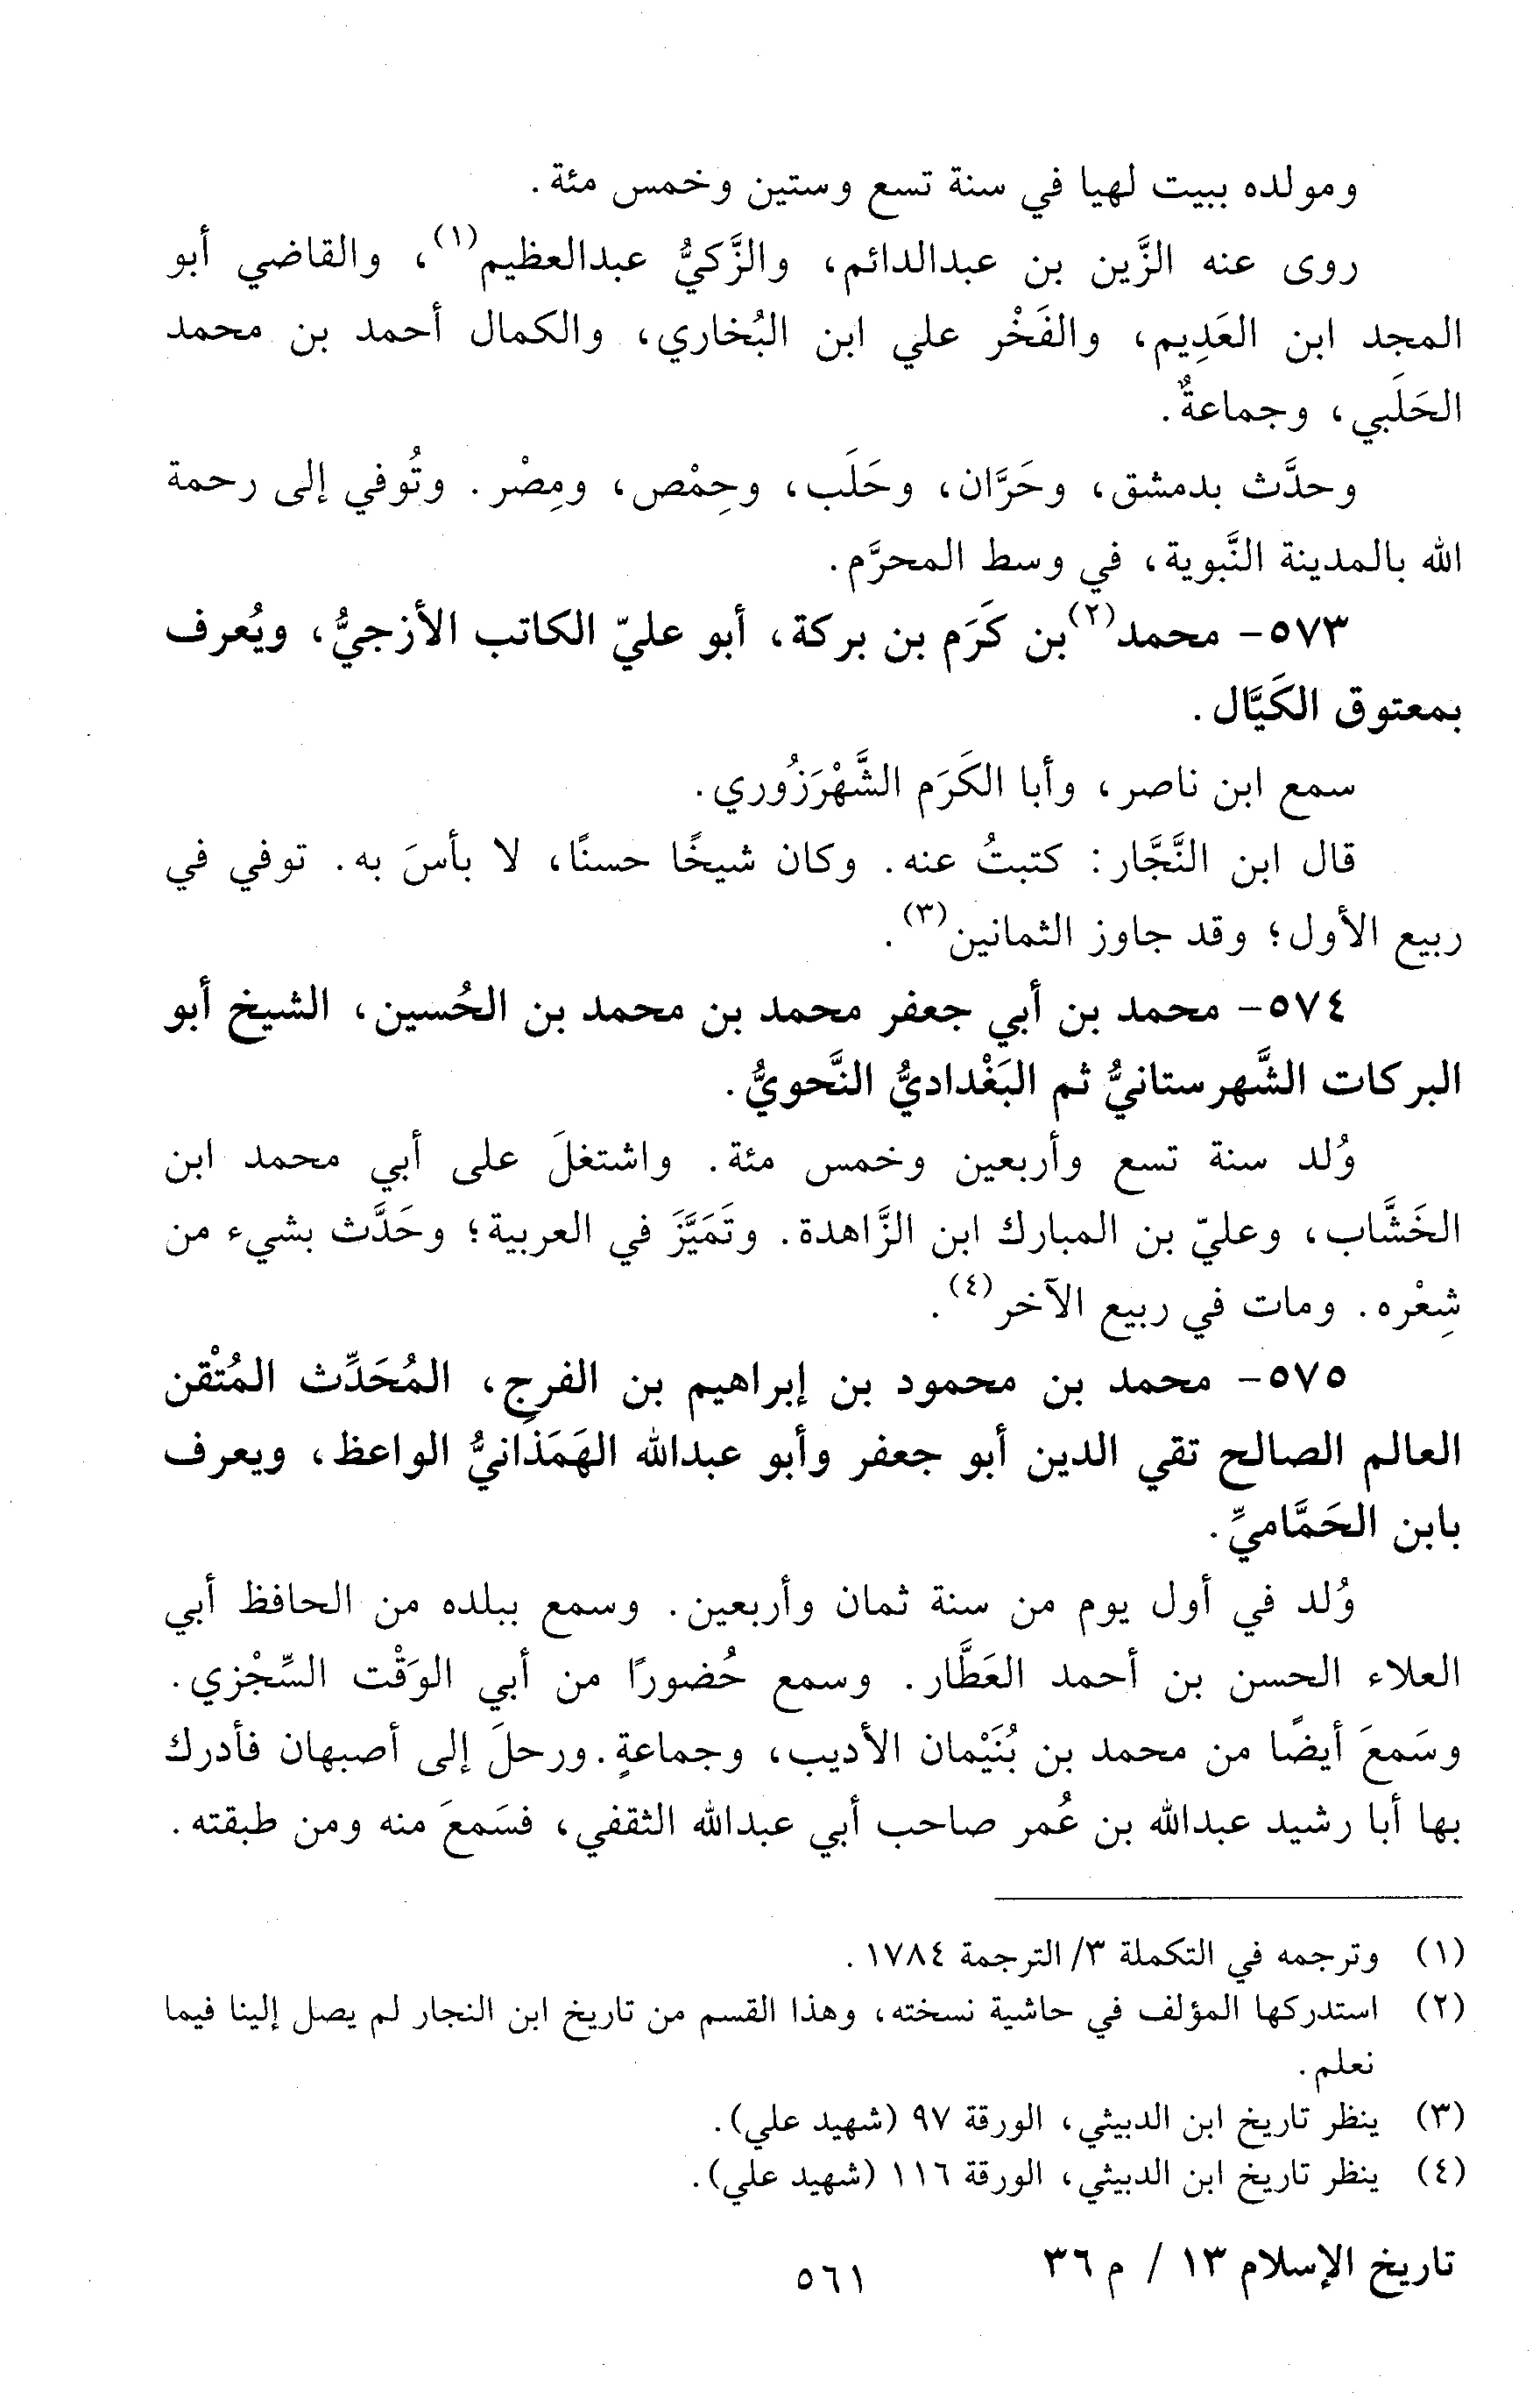 ومولده ببيت لهيا في سنة تسع وستين وخمس مئة.
روى عنه الزَّين بن عبدالدائم، والزَّكيُّ عبدالعظيم(١)، والقاضي أبو
المجد ابن العَدِيم، والفَخْر علي ابن البُخاري، والكمال أحمد بن محمد
الحَلَبي، وجماعةٌ.
وحدَّث بدمشق، وحَرَّان، وحَلَب، وحِمْص، ومِصْر. وتُوفي إلى رحمة
الله بالمدينة النَّبوية، في وسط المحرَّم.
٥٧٣- محمد(٢)بن كَرَم بن بركة، أبو عليّ الكاتب الأزجيُّ، ويُعرف
بمعتوق الكَيَّال.
سمع ابن ناصر، وأبا الكَرَم الشَّهْرَزُوري.
قال ابن النَّجَّار: كتبتُ عنه. وكان شيخًا حسنًا، لا بأسَ به. توفي في
ربيع الأول؛ وقد جاوز الثمانين(٣).
٥٧٤- محمد بن أبي جعفر محمد بن محمد بن الحُسين، الشيخ أبو
البركات الشَّهرستانيُّ ثم البَغْداديُّ النَّحويُّ.
وُلد سنة تسع وأربعين وخمس مئة. واشتغلَ على أبي محمد ابن
الخَشَّاب، وعليّ بن المبارك ابن الزَّاهدة. وتَمَيَّزَ في العربية؛ وحَدَّث بشيء من
شِعْره. ومات في ربيع الآخر(٤).
٥٧٥- محمد بن محمود بن إبراهيم بن الفرج، المُحَدِّث المُتْقن
العالم الصالح تقي الدين أبو جعفر وأبو عبدالله الهَمَذانيُّ الواعظ، ويعرف
بابن الحَمَّاميِّ.
وُلد في أول يوم من سنة ثمان وأربعين. وسمع ببلده من الحافظ أبي
العلاء الحسن بن أحمد العَطَّار. وسمع حُضورًا من أبي الوَقْت السِّجْزي.
وسَمعَ أيضًا من محمد بن بُنَيْمان الأديب، وجماعةٍ.ورحلَ إلى أصبهان فأدرك
بها أبا رشيد عبدالله بن عُمر صاحب أبي عبدالله الثقفي، فسَمعَ منه ومن طبقته.
(١) وترجمه في التكملة ٣/ الترجمة ١٧٨٤.
(٢) استدركها المؤلف في حاشية نسخته، وهذا القسم من تاريخ ابن النجار لم يصل إلينا فيما
نعلم.
(٣) ينظر تاريخ ابن الدبيثي، الورقة ٩٧ (شهيد علي).
(٤) ينظر تاريخ ابن الدبيثي، الورقة ١١٦ (شهيد علي).
تاريخ الإسلام ١٣ / م ٣٦
٥٦١